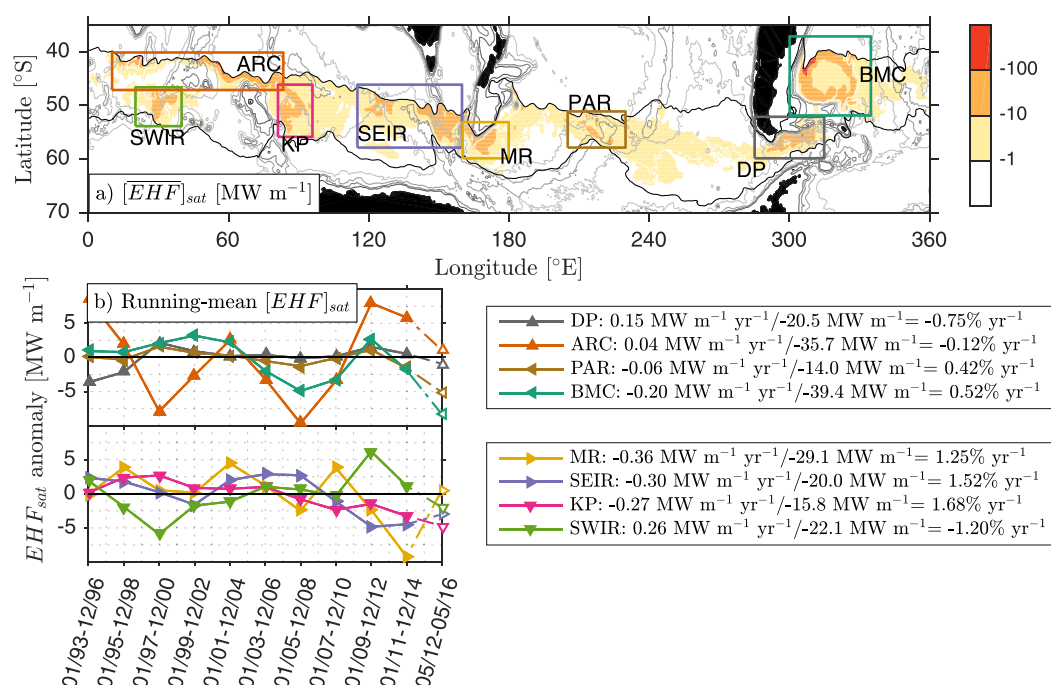 40
50
60
70
Latitude [°S]
ARC
SWIR
KP
SEIR
MR
PAR
DP
BMC
a) [EHF]sat [MW m−1]
0
60
120
180
240
300
360
Longitude [°E]
-100
-10
-1
b) Running-mean [EHF]sat
5
0
-5
5
0
-5
EHFsat anomaly [MW m−1]
01/93-12/96
01/95-12/98
01/97-12/00
01/99-12/02
01/01-12/04
01/03-12/06
01/05-12/08
01/07-12/10
01/09-12/12
01/11-12/14
05/12-05/16
DP: 0.15 MW m−1 yr−1/-20.5 MW m−1= -0.75% yr−1
ARC: 0.04 MW m−1 yr−1/-35.7 MW m−1= -0.12% yr−1
PAR: -0.06 MW m−1 yr−1/-14.0 MW m−1= 0.42% yr−1
BMC: -0.20 MW m−1 yr−1/-39.4 MW m−1= 0.52% yr−1
MR: -0.36 MW m−1 yr−1/-29.1 MW m−1= 1.25% yr−1
SEIR: -0.30 MW m−1 yr−1/-20.0 MW m−1= 1.52% yr−1
KP: -0.27 MW m−1 yr−1/-15.8 MW m−1= 1.68% yr−1
SWIR: 0.26 MW m−1 yr−1/-22.1 MW m−1= -1.20% yr−1